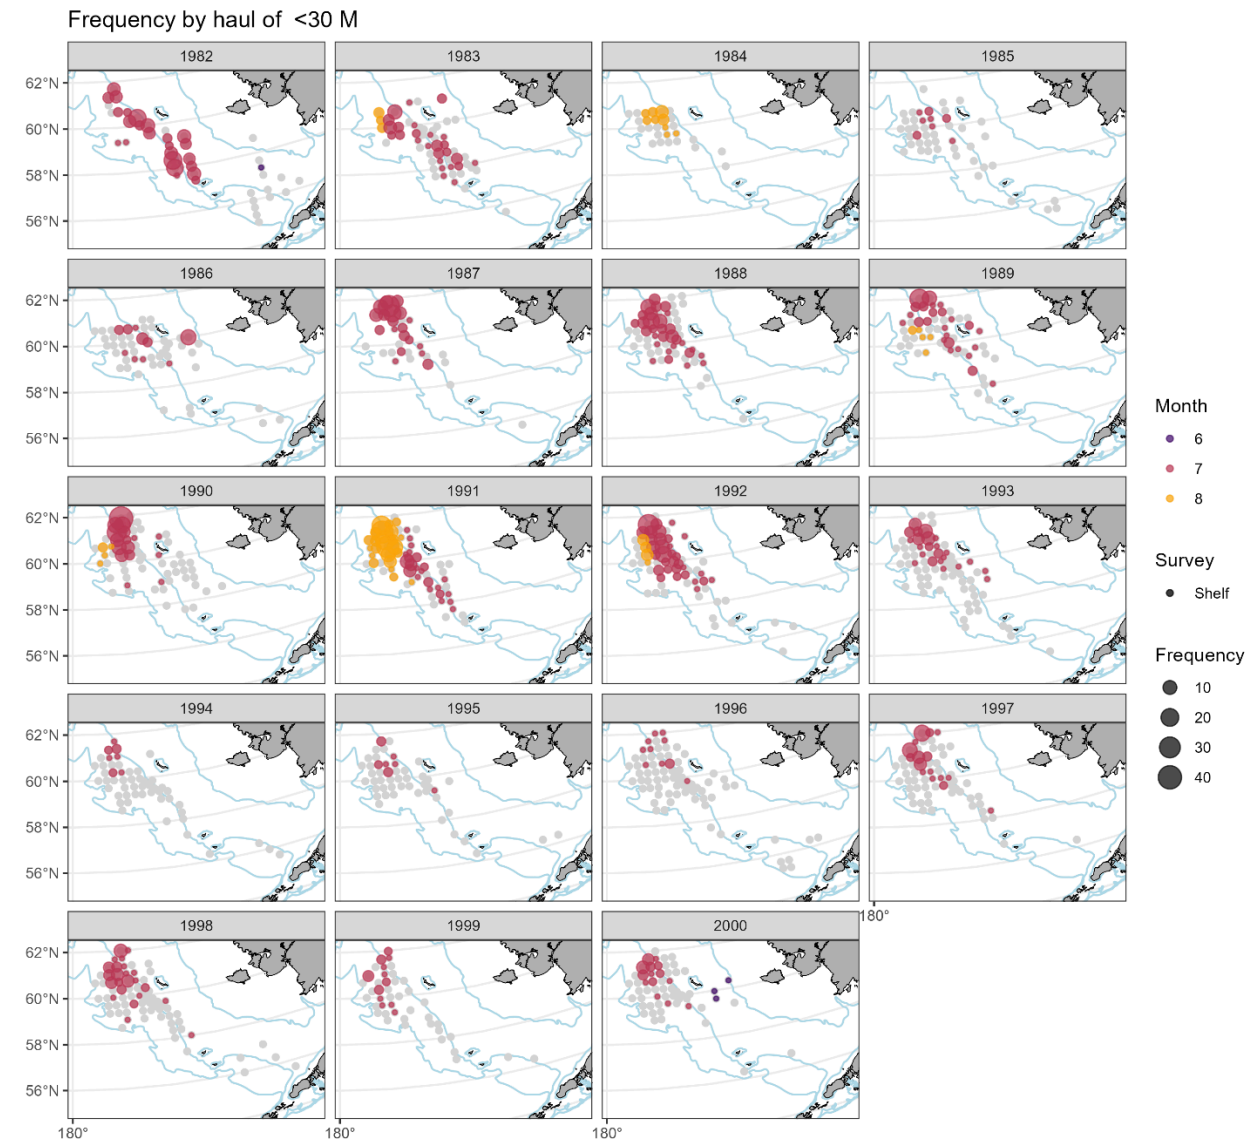 Frequency by haul of  <30 M
1982 1983 1984 1985
62°N
60°N
58°N
56°N
1986 1987 1988 1989
62°N
60°N
58°N
56°N
1990 1991 1992 1993
62°N
60°N
58°N
56°N
1994 1995 1996 1997
62°N
60°N
58°N
56°N
180°
1998 1999 2000
62°N
60°N
58°N
56°N
180° 180° 180°
Month
6
7
8
Survey
Shelf
Frequency
10
20
30
40